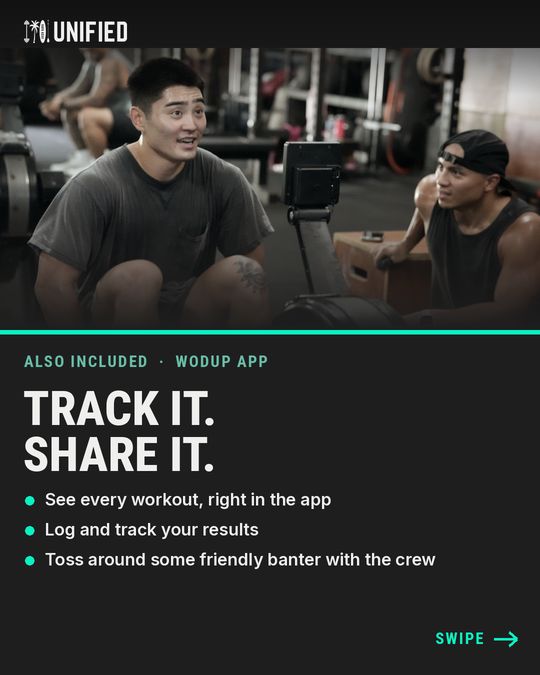 UNIFIED
ALSO INCLUDED · WODUP APP
TRACK IT.
SHARE IT.
See every workout, right in the app
Log and track your results
Toss around some friendly banter with the crew
SWIPE →